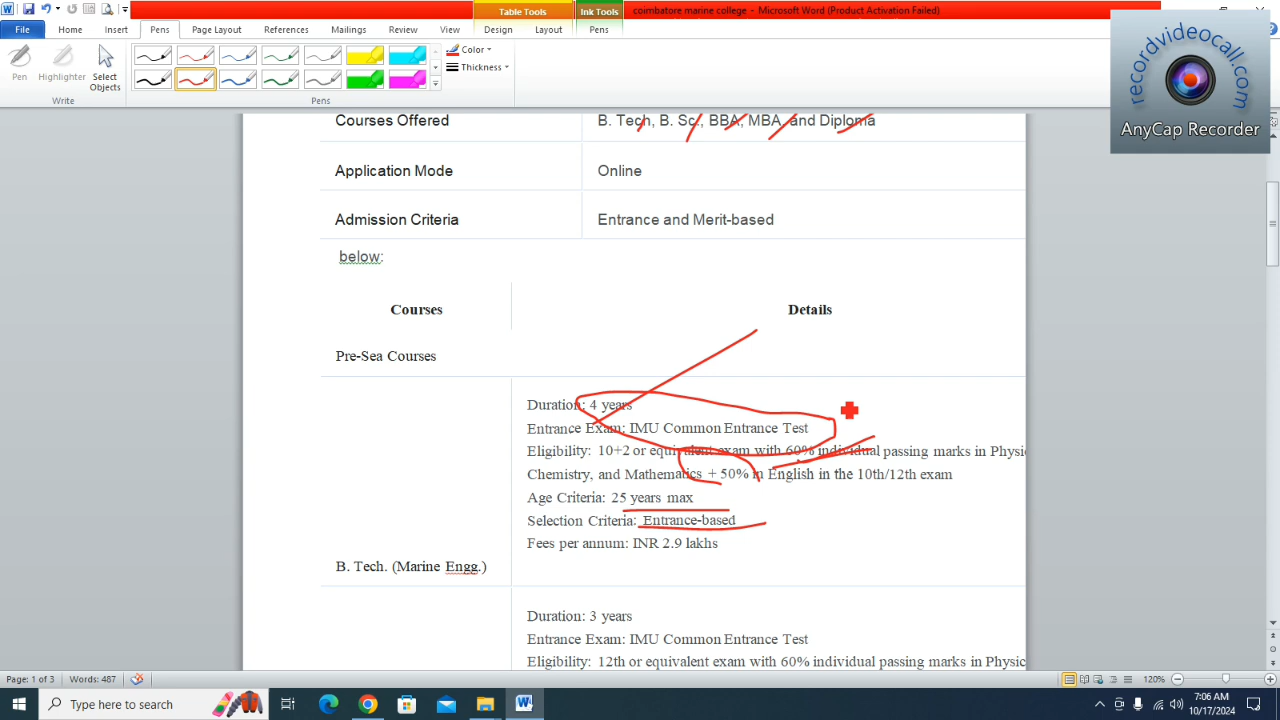 coimbatore marine college - Microsoft Word (Product Activation Failed)
Table Tools
Ink Tools
File
Home
Insert
Pens
Page Layout
References
Mailings
Review
View
Design
Layout
Pens
Pen
Highlighter
Select Objects
Color
Thickness
Write
Pens
recordvideocall.com
AnyCap Recorder
Courses Offered
B. Tech, B. Sc., BBA, MBA, and Diploma
Application Mode
Online
Admission Criteria
Entrance and Merit-based
below:
Courses
Details
Pre-Sea Courses
Duration: 4 years
Entrance Exam: IMU Common Entrance Test
Eligibility: 10+2 or equivalent exam with 60% individual passing marks in Physi
Chemistry, and Mathematics + 50% in English in the 10th/12th exam
Age Criteria: 25 years max
Selection Criteria: Entrance-based
Fees per annum: INR 2.9 lakhs
B. Tech. (Marine Engg.)
Duration: 3 years
Entrance Exam: IMU Common Entrance Test
Eligibility: 12th or equivalent exam with 60% individual passing marks in Physi
Page: 1 of 3
Words: 487
120%
Type here to search
7:06 AM
10/17/2024